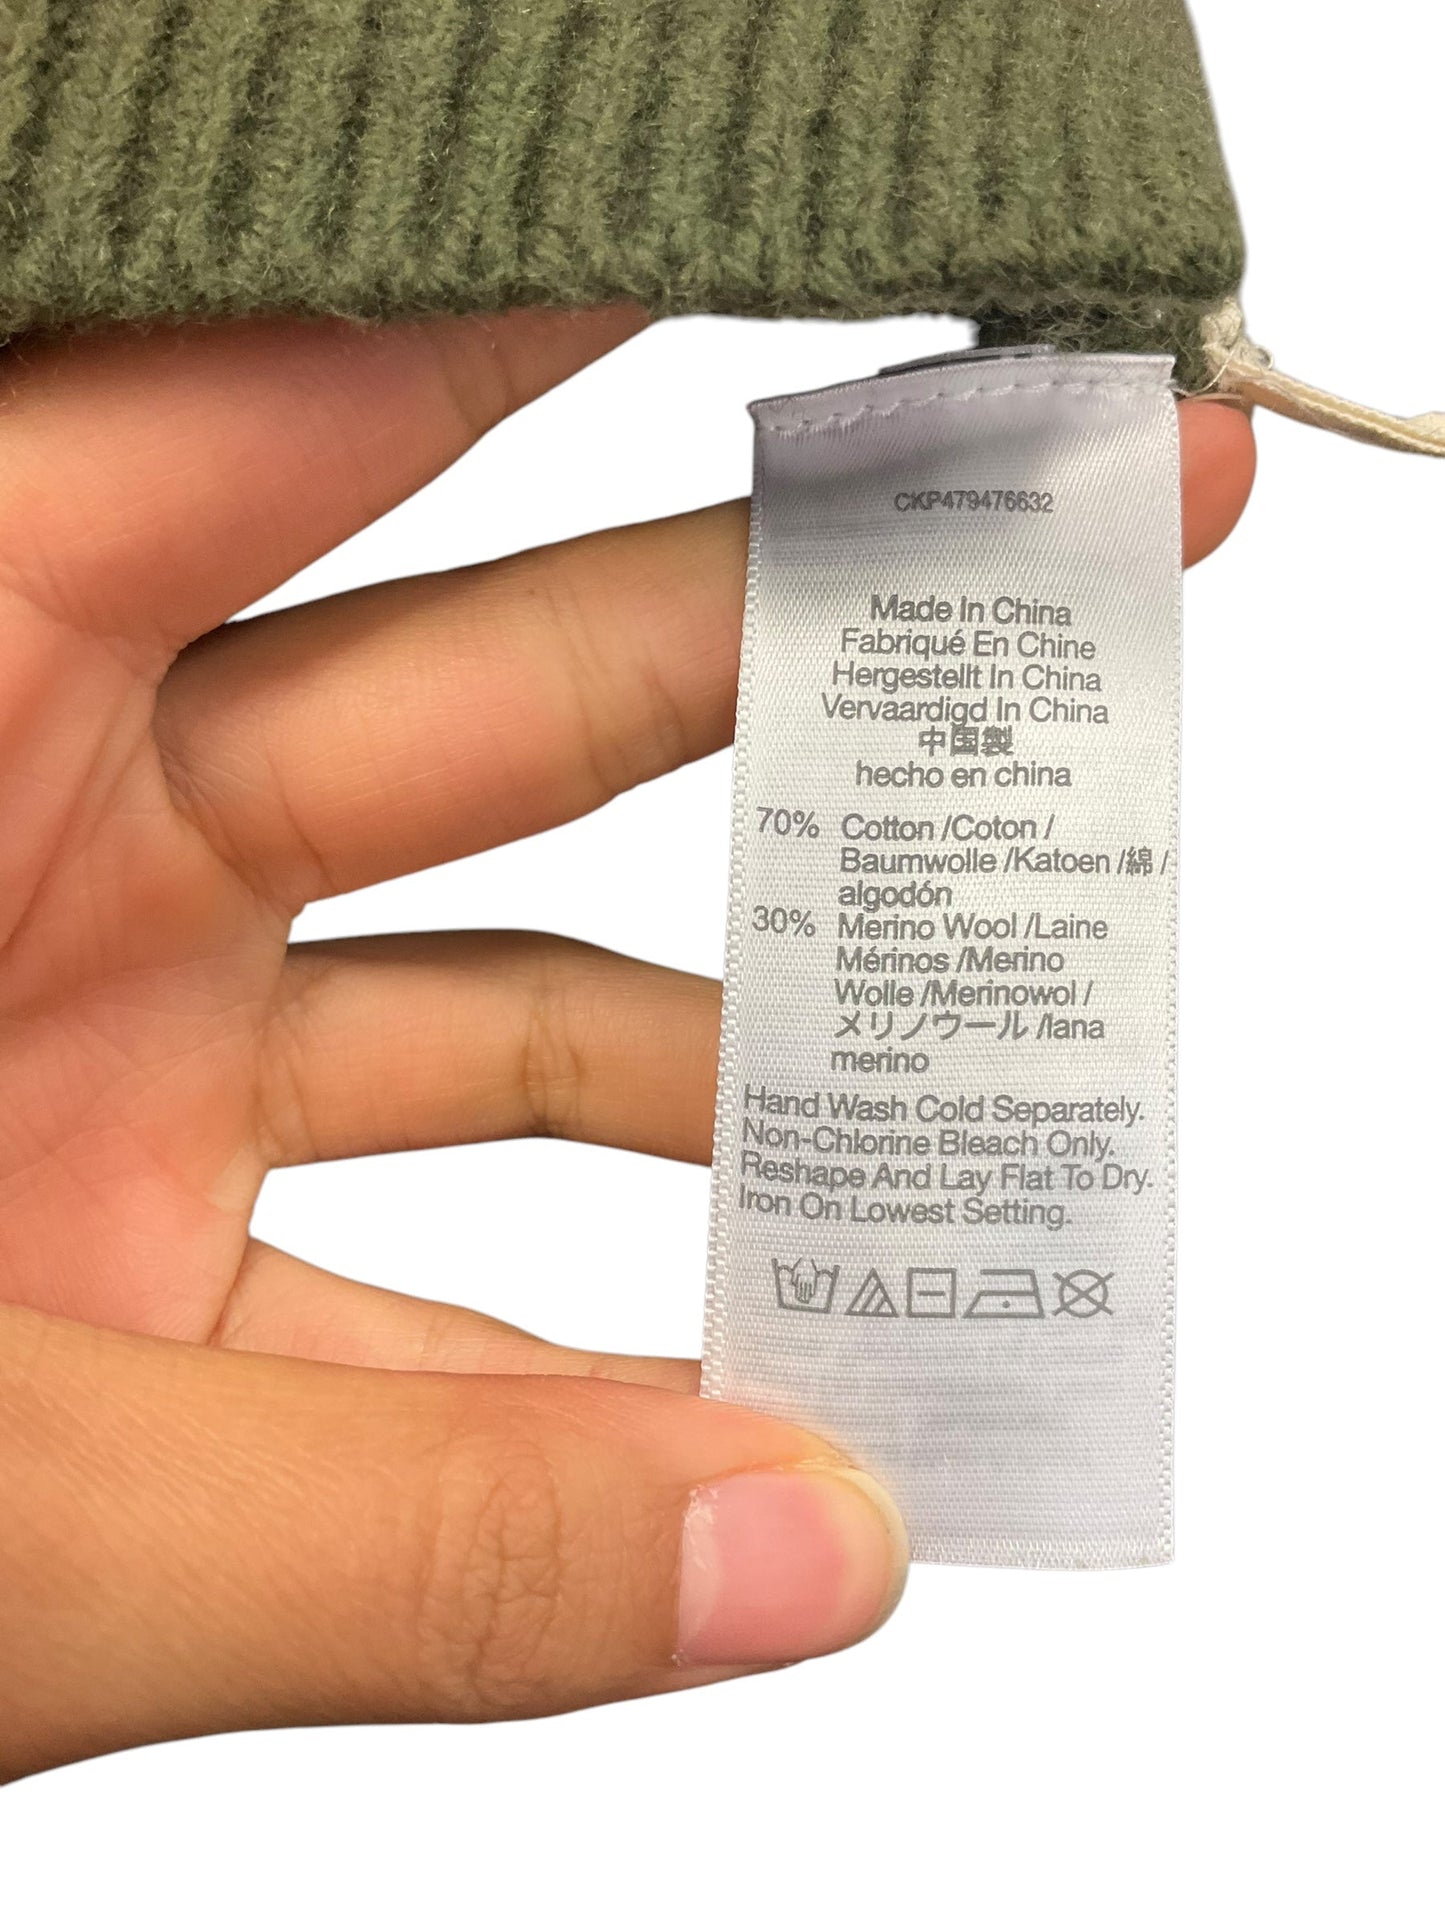 CKP479476632
Made In China
Fabriqué En Chine
Hergestellt In China
Vervaardigd In China
中国製
hecho en china
70% Cotton /Coton /
Baumwolle /Katoen /綿 /
algodón
30% Merino Wool /Laine
Mérinos /Merino
Wolle /Merinowol /
メリノウール /lana
merino
Hand Wash Cold Separately.
Non-Chlorine Bleach Only.
Reshape And Lay Flat To Dry.
Iron On Lowest Setting.